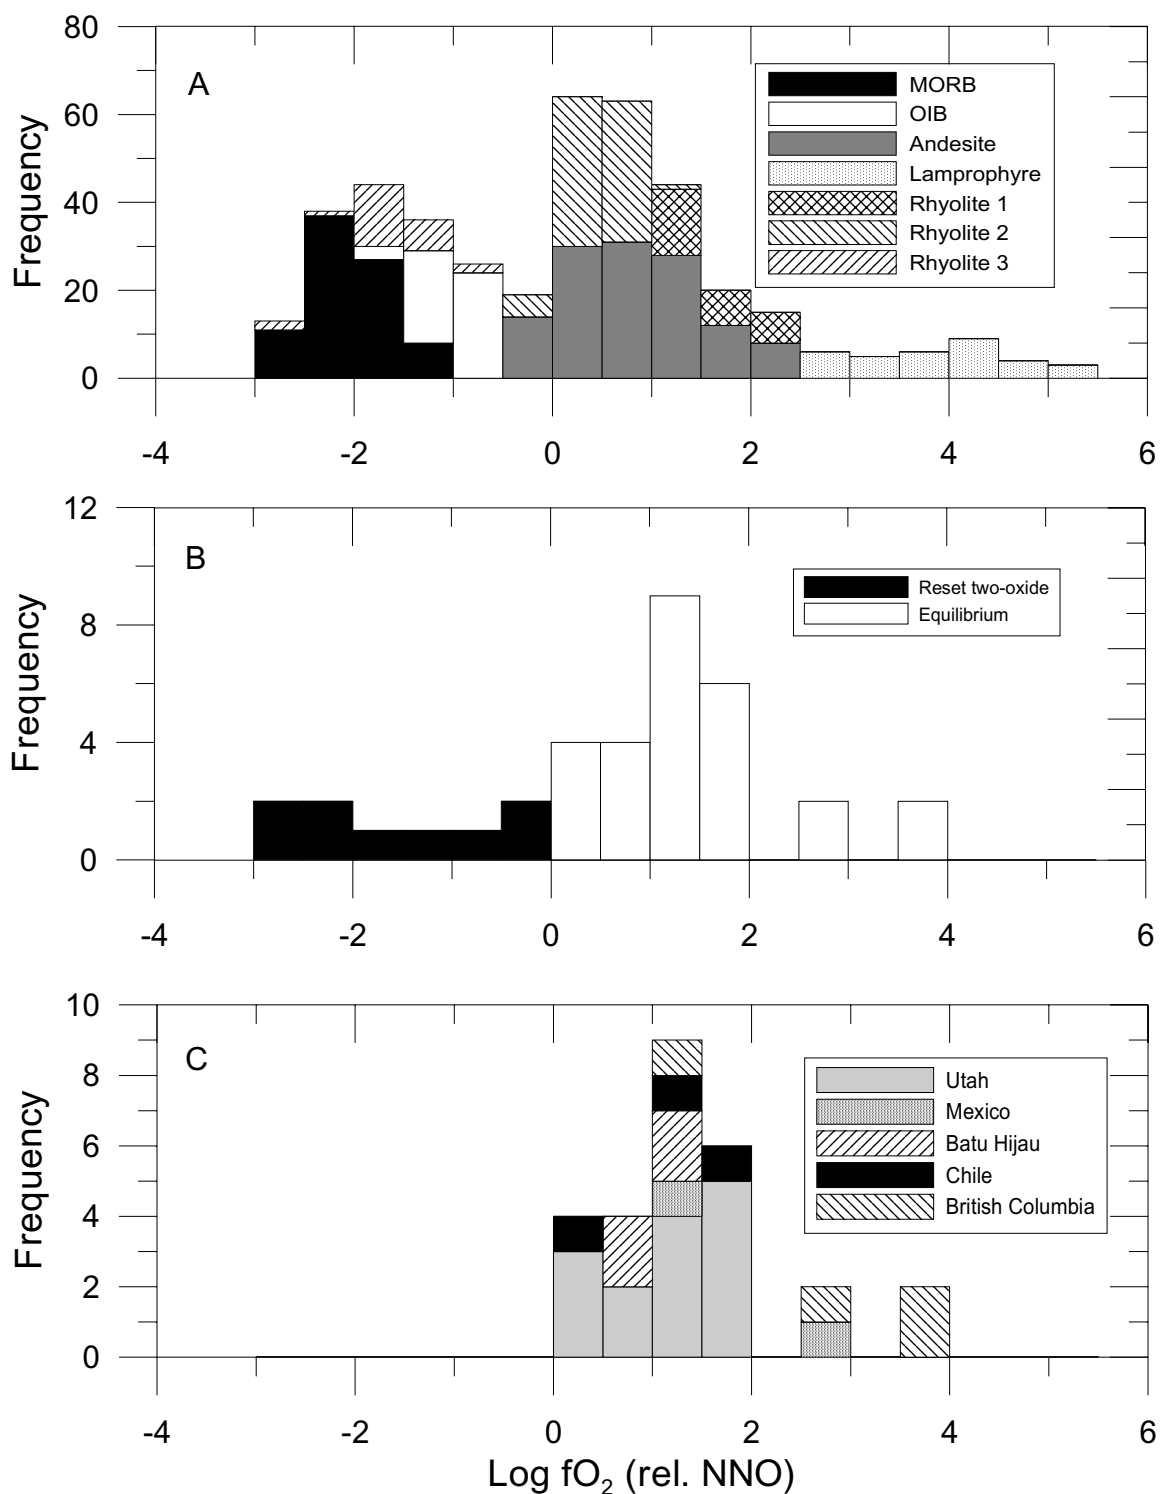 80
60
40
20
0
Frequency
A
MORB
OIB
Andesite
Lamprophyre
Rhyolite 1
Rhyolite 2
Rhyolite 3
-4 -2 0 2 4 6
12
8
4
0
Frequency
B
Reset two-oxide
Equilibrium
-4 -2 0 2 4 6
10
8
6
4
2
0
Frequency
C
Utah
Mexico
Batu Hijau
Chile
British Columbia
-4 -2 0 2 4 6
Log fO₂ (rel. NNO)